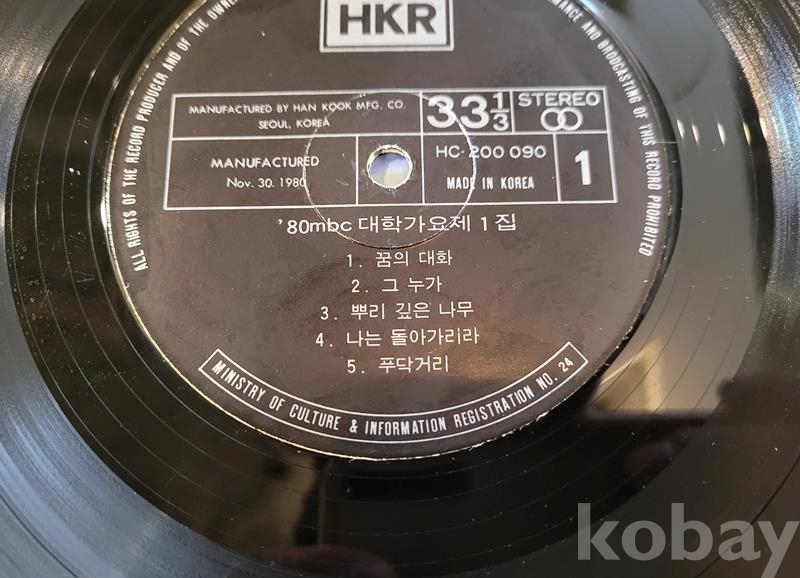 HKR
ALL RIGHTS OF THE RECORD PRODUCER AND OF THE OWNE
MANCE AND BROADCASTING OF THIS RECORD PROHIBITED
MANUFACTURED BY HAN KOOK MFG. CO.
SEOUL, KOREA
33 1/3
STEREO
MANUFACTURED
Nov. 30. 1980
HC-200 090
MADE IN KOREA
1
'80mbc 대학가요제 1 집
1. 꿈의 대화
2. 그 누가
3. 뿌리 깊은 나무
4. 나는 돌아가리라
5. 푸닥거리
MINISTRY OF CULTURE & INFORMATION REGISTRATION NO. 24
kobay